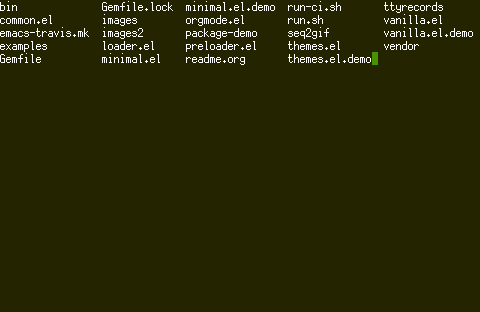 bin Gemfile.lock minimal.el.demo run-ci.sh ttyrecords
common.el images orgmode.el run.sh vanilla.el
emacs-travis.mk images2 package-demo seq2gif vanilla.el.demo
examples loader.el preloader.el themes.el vendor
Gemfile minimal.el readme.org themes.el.demo